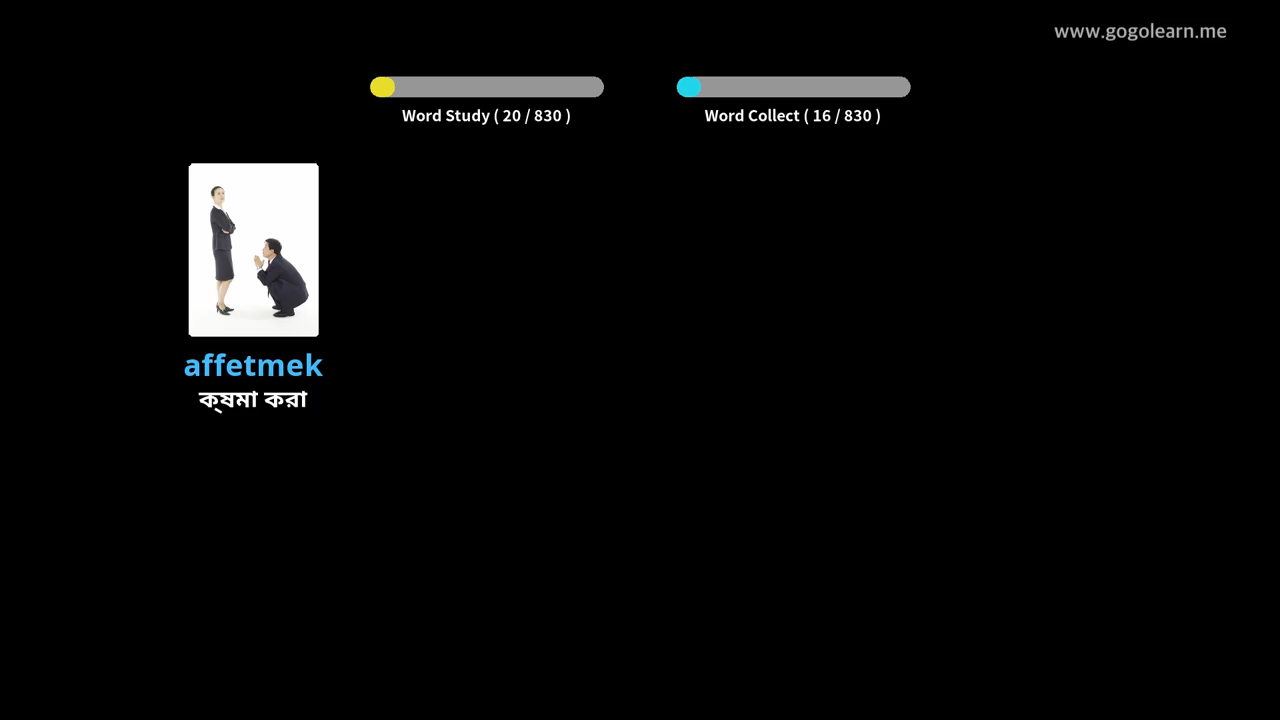 www.gogolearn.me
Word Study ( 20 / 830 )
Word Collect ( 16 / 830 )
affetmek
ক্ষমা করা